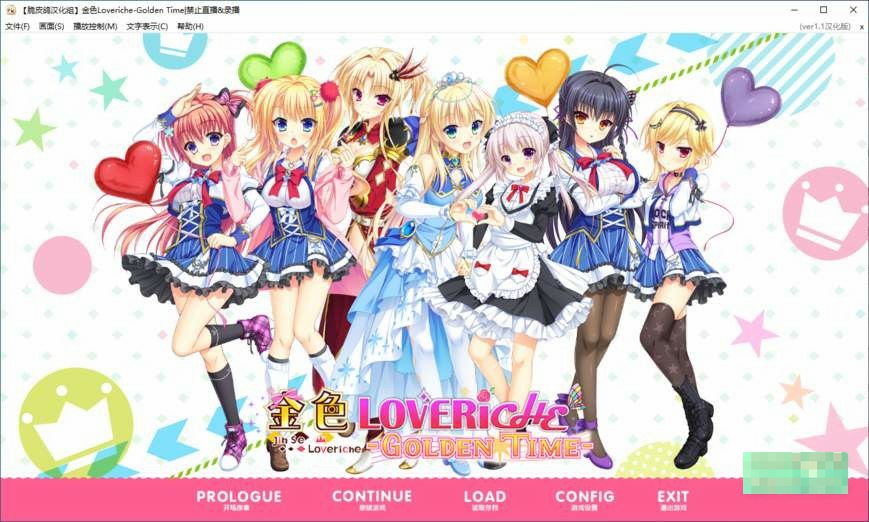 【脆皮鸽汉化组】金色Loveriche-Golden Time|禁止直播&录播
文件(F) 画面(S) 播放控制(M) 文字表示(C) 帮助(H) (ver1.1汉化版) x
金色 LOVERiCHE
Jin Se Loveriche
-GOLDEN TIME-
PROLOGUE CONTINUE LOAD CONFIG EXIT
开场序章 继续游戏 读取存档 游戏设置 退出游戏